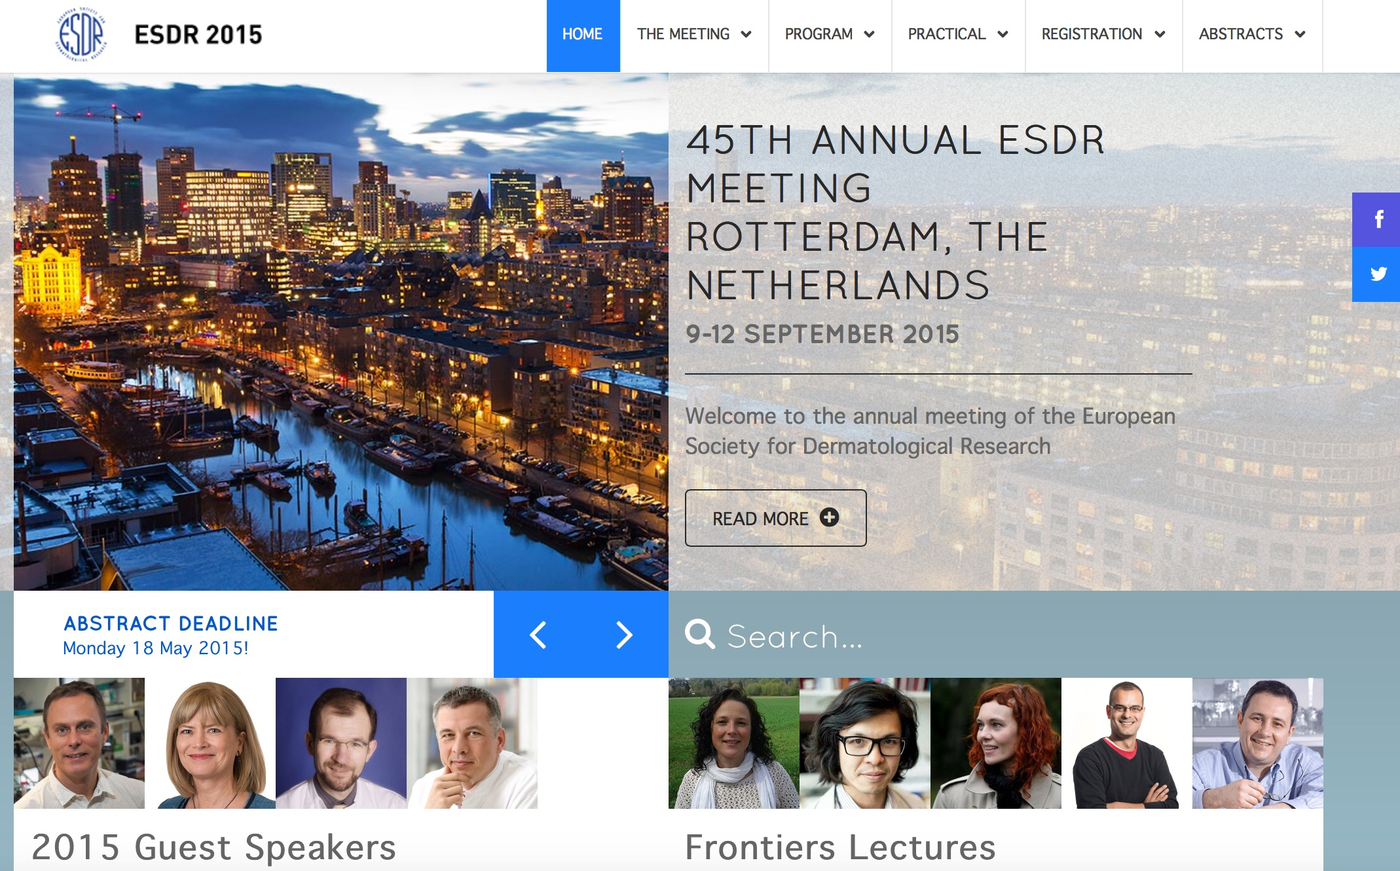 ESDR
ESDR 2015
HOME
THE MEETING
PROGRAM
PRACTICAL
REGISTRATION
ABSTRACTS
45TH ANNUAL ESDR
MEETING
ROTTERDAM, THE
NETHERLANDS
9-12 SEPTEMBER 2015
Welcome to the annual meeting of the European
Society for Dermatological Research
READ MORE
ABSTRACT DEADLINE
Monday 18 May 2015!
Search...
2015 Guest Speakers
Frontiers Lectures